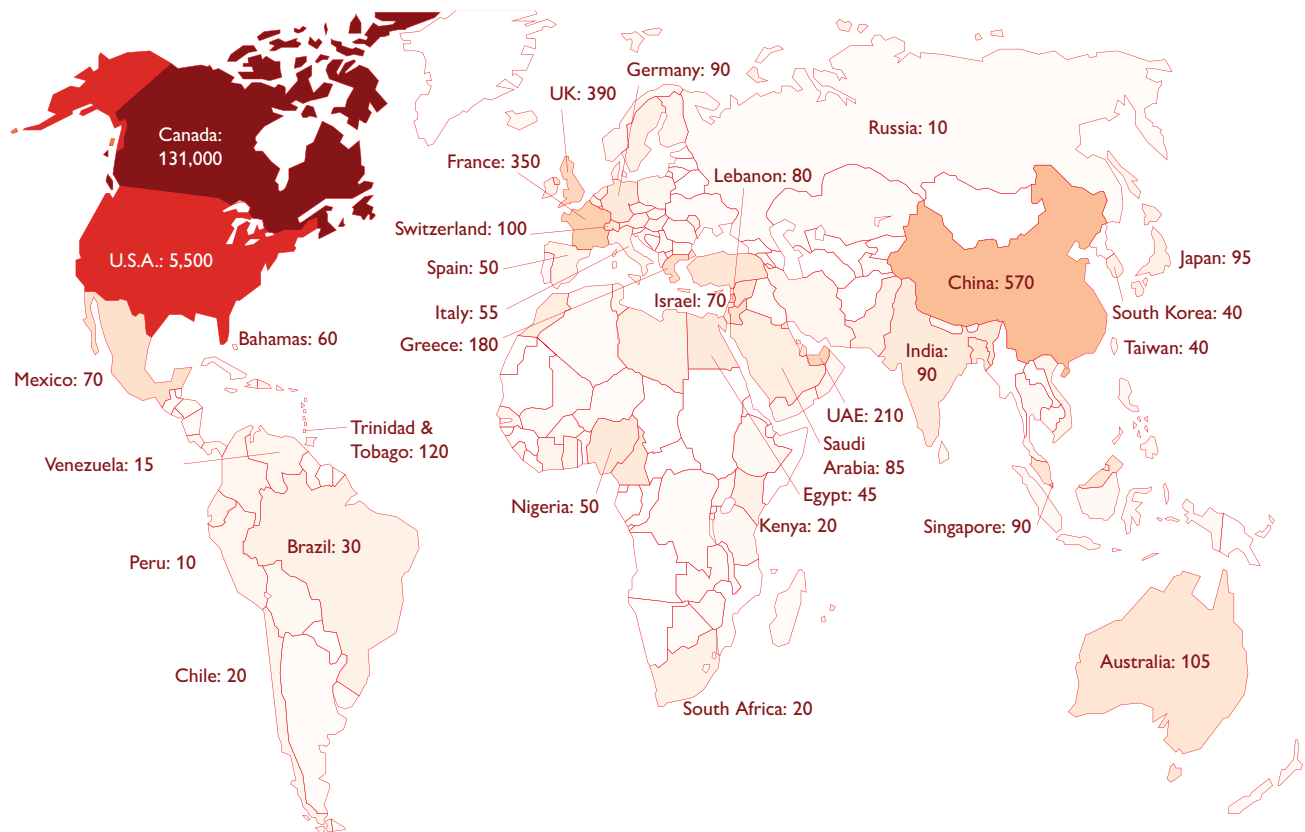 Germany: 90
UK: 390
Canada:
131,000
Russia: 10
France: 350
Lebanon: 80
Switzerland: 100
U.S.A.: 5,500
Spain: 50
Japan: 95
China: 570
Israel: 70
Italy: 55
South Korea: 40
Bahamas: 60
Greece: 180
Taiwan: 40
India:
90
Mexico: 70
UAE: 210
Trinidad &
Tobago: 120
Saudi
Arabia: 85
Venezuela: 15
Egypt: 45
Nigeria: 50
Kenya: 20
Singapore: 90
Brazil: 30
Peru: 10
Australia: 105
Chile: 20
South Africa: 20